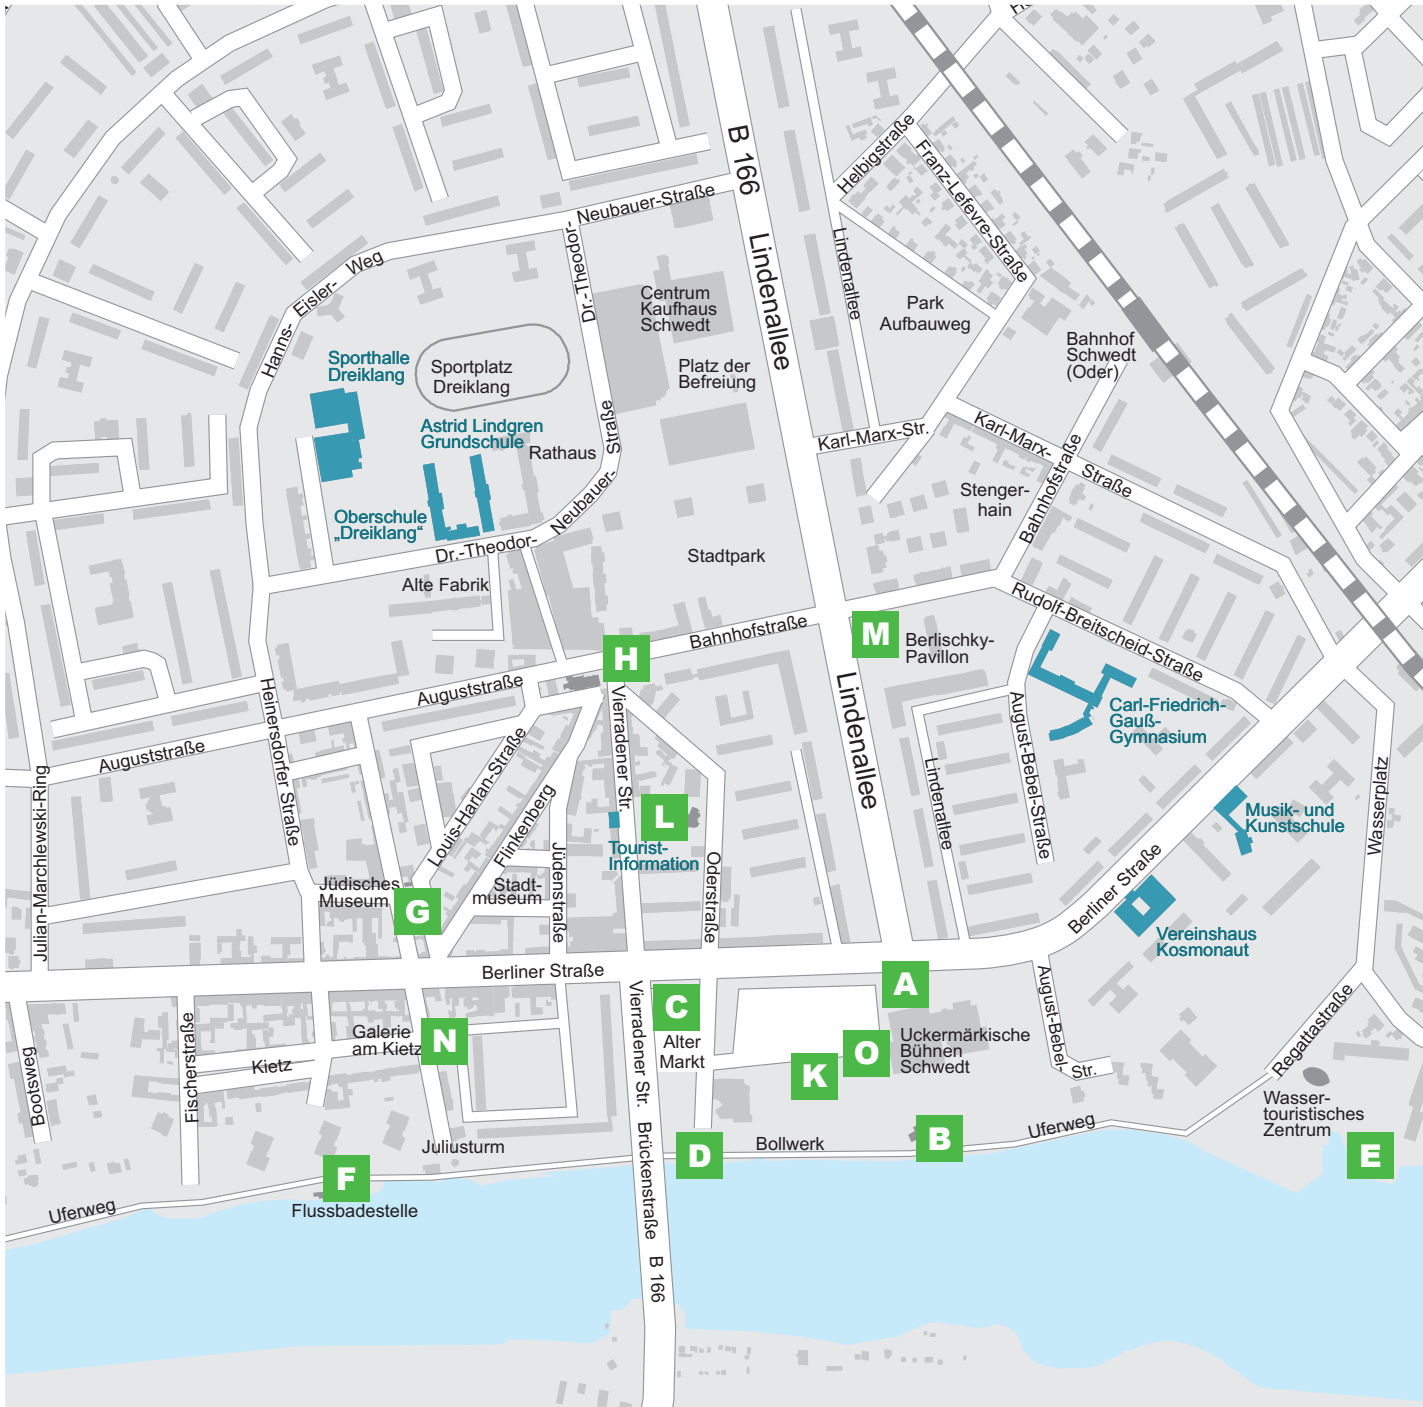 B 166
Helbigstraße
Franz-Lefevre-Straße
Neubauer-Straße
Dr.-Theodor-
Hanns-
Eisler-
Weg
Lindenallee
Lindenallee
Centrum
Kaufhaus
Schwedt
Park
Aufbauweg
Bahnhof
Schwedt
(Oder)
Sporthalle
Dreiklang
Sportplatz
Dreiklang
Platz der
Befreiung
Astrid Lindgren
Grundschule
Rathaus
Straße
Karl-Marx-Str.
Karl-Marx-
Straße
Bahnhofstraße
Stenger-
hain
Oberschule
„Dreiklang“
Neubauer-
Dr.-Theodor-
Alte Fabrik
Stadtpark
Rudolf-Breitscheid-Straße
Bahnhofstraße
M
Berlischky-
Pavillon
H
Auguststraße
Auguststraße
Heinersdorfer Straße
Vierradener Str.
Lindenallee
Lindenallee
August-Bebel-Straße
Carl-Friedrich-
Gauß-
Gymnasium
Julian-Marchlewski-Ring
Louis-Harlan-Straße
Flinkenberg
Jüdenstraße
L
Tourist-
Information
Oderstraße
Musik- und
Kunstschule
Wasserplatz
Berliner Straße
Jüdisches
Museum
G
Stadt-
museum
Vereinshaus
Kosmonaut
Berliner Straße
A
C
Alter
Markt
Vierradener Str.
August-Bebel-
Str.
Regattastraße
Bootsweg
Fischerstraße
Kietz
Galerie
am Kietz
N
O
K
Uckermärkische
Bühnen
Schwedt
Wasser-
touristisches
Zentrum
E
Juliusturm
Brückenstraße
D
Bollwerk
B
Uferweg
F
Flussbadestelle
Uferweg
B 166